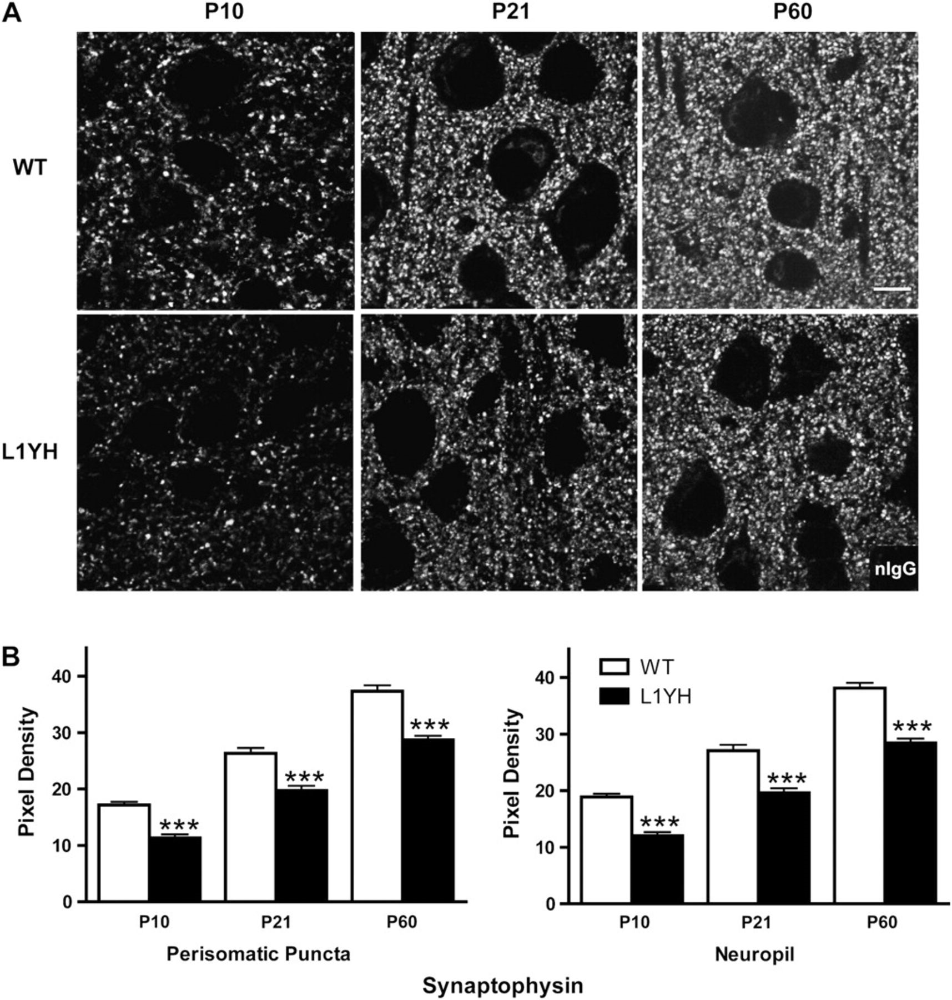 A
P10 P21 P60
WT
L1YH
nIgG
B
Pixel Density
40
30
20
10
0
***
***
***
P10 P21 P60
Perisomatic Puncta
WT
L1YH
Pixel Density
40
30
20
10
0
***
***
***
P10 P21 P60
Neuropil
Synaptophysin